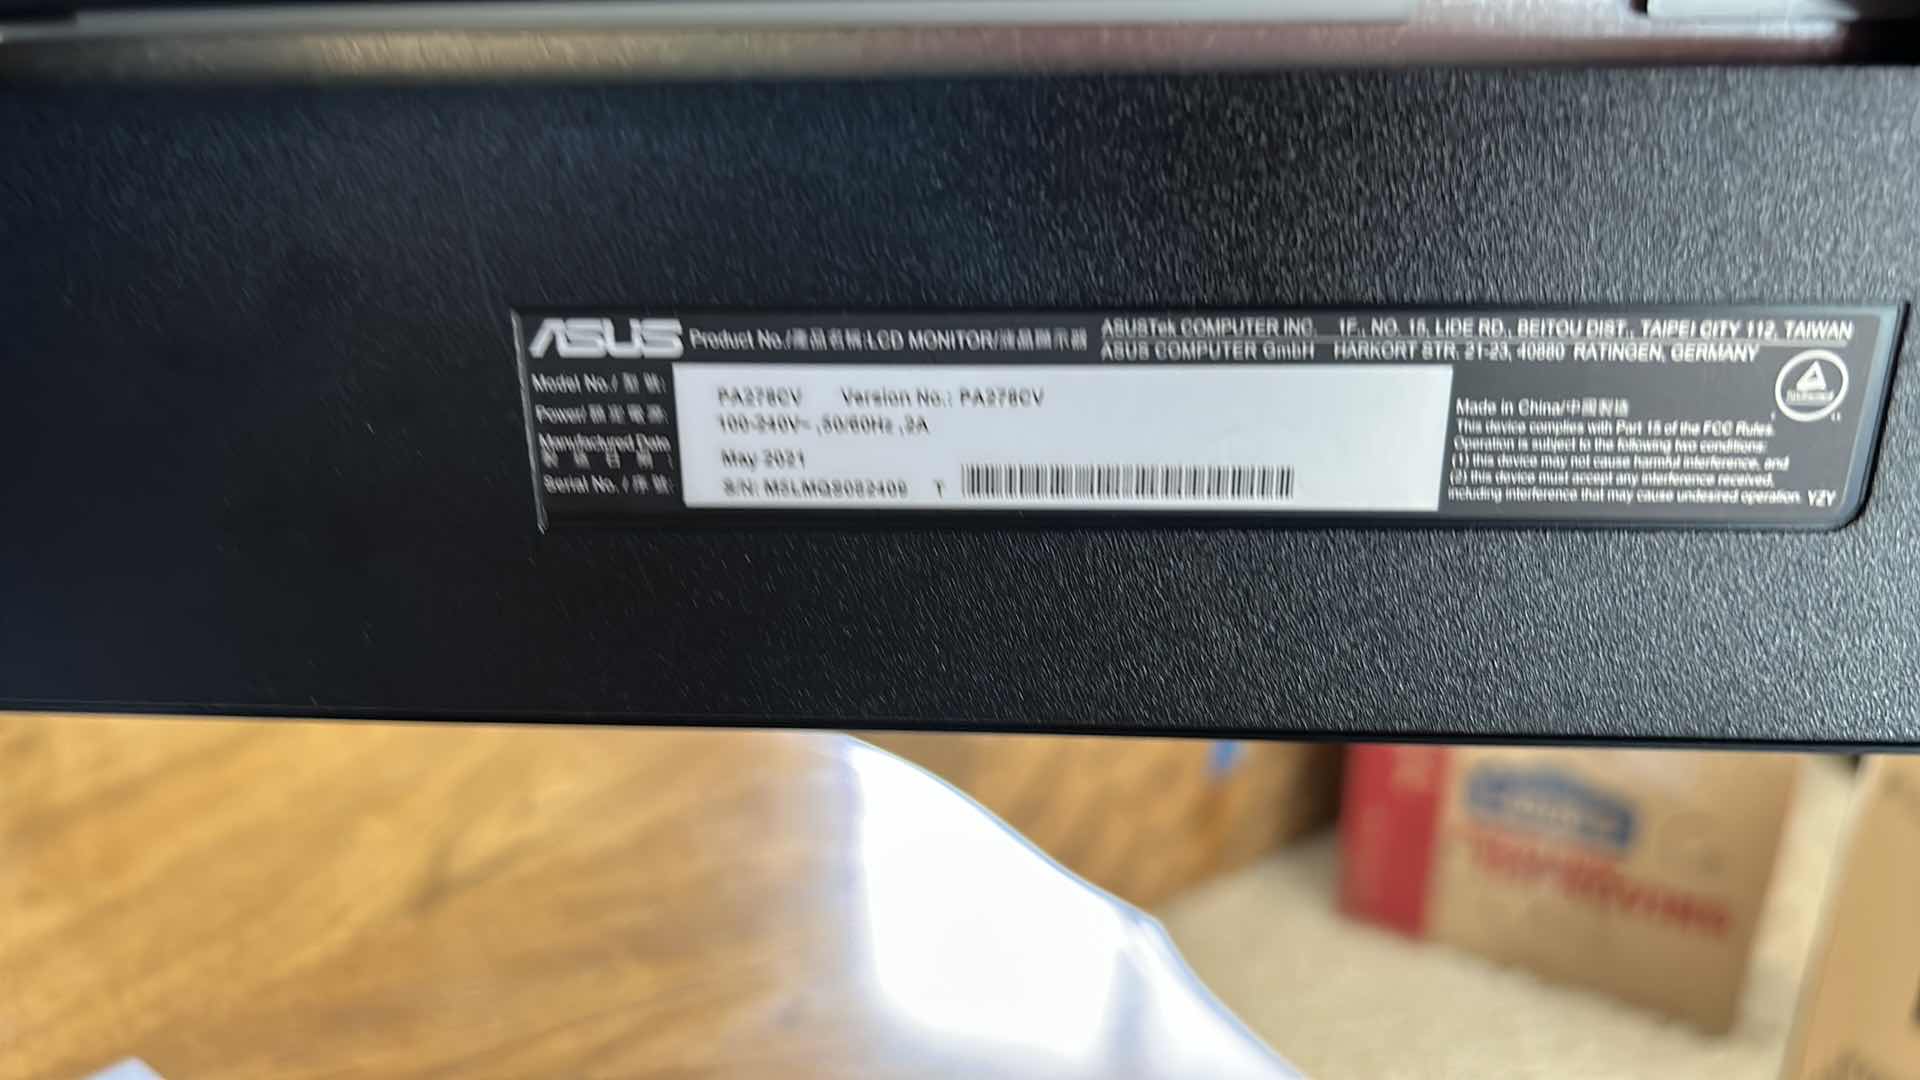 ASUS Product No./產品名稱:LCD MONITOR/液晶顯示器
ASUSTek COMPUTER INC. 1F., NO. 15, LIDE RD., BEITOU DIST., TAIPEI CITY 112, TAIWAN
ASUS COMPUTER GmbH HARKORT STR. 21-23, 40880 RATINGEN, GERMANY
Model No./型號: PA278CV Version No.: PA278CV
Power/額定電源: 100-240V~ ,50/60Hz ,2A
Manufactured Date
製造日期: May 2021
Serial No./序號: S/N: T
Made in China/中國製造
This device complies with Part 15 of the FCC Rules.
Operation is subject to the following two conditions:
(1) this device may not cause harmful interference, and
(2) this device must accept any interference received,
including interference that may cause undesired operation. YZY